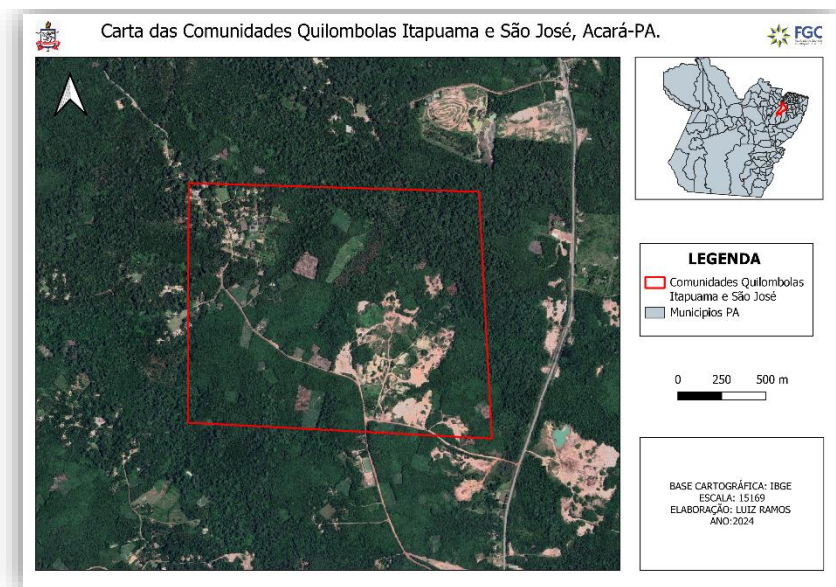 Carta das Comunidades Quilombolas Itapuama e São José, Acará-PA.
FGC
LEGENDA
Comunidades Quilombolas
Itapuama e São José
Municipios PA
0 250 500 m
BASE CARTOGRÁFICA: IBGE
ESCALA: 15169
ELABORAÇÃO: LUIZ RAMOS
ANO:2024